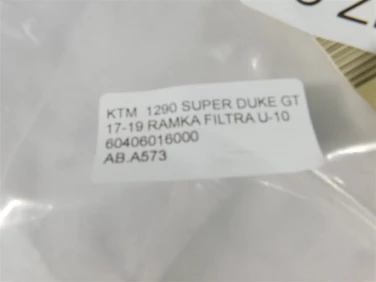 KTM 1290 SUPER DUKE GT
17-19 RAMKA FILTRA U-10
60406016000
AB.A573